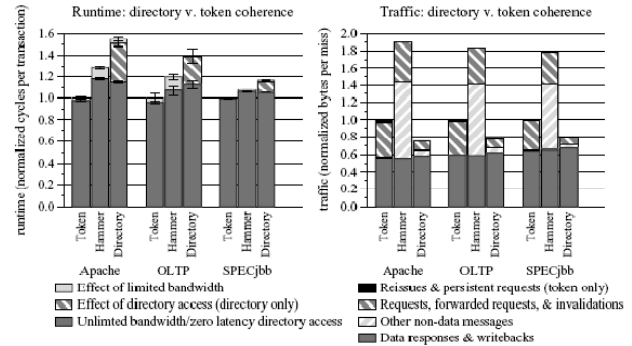 Runtime: directory v. token coherence
runtime (normalized cycles per transaction)
1.6
1.4
1.2
1.0
0.8
0.6
0.4
0.2
0.0
Token
Hammer
Directory
Token
Hammer
Directory
Token
Hammer
Directory
Apache
OLTP
SPECjbb
Effect of limited bandwidth
Effect of directory access (directory only)
Unlimted bandwidth/zero latency directory access
Traffic: directory v. token coherence
traffic (normalized bytes per miss)
2.0
1.8
1.6
1.4
1.2
1.0
0.8
0.6
0.4
0.2
0.0
Token
Hammer
Directory
Token
Hammer
Directory
Token
Hammer
Directory
Apache
OLTP
SPECjbb
Reissues & persistent requests (token only)
Requests, forwarded requests, & invalidations
Other non-data messages
Data responses & writebacks